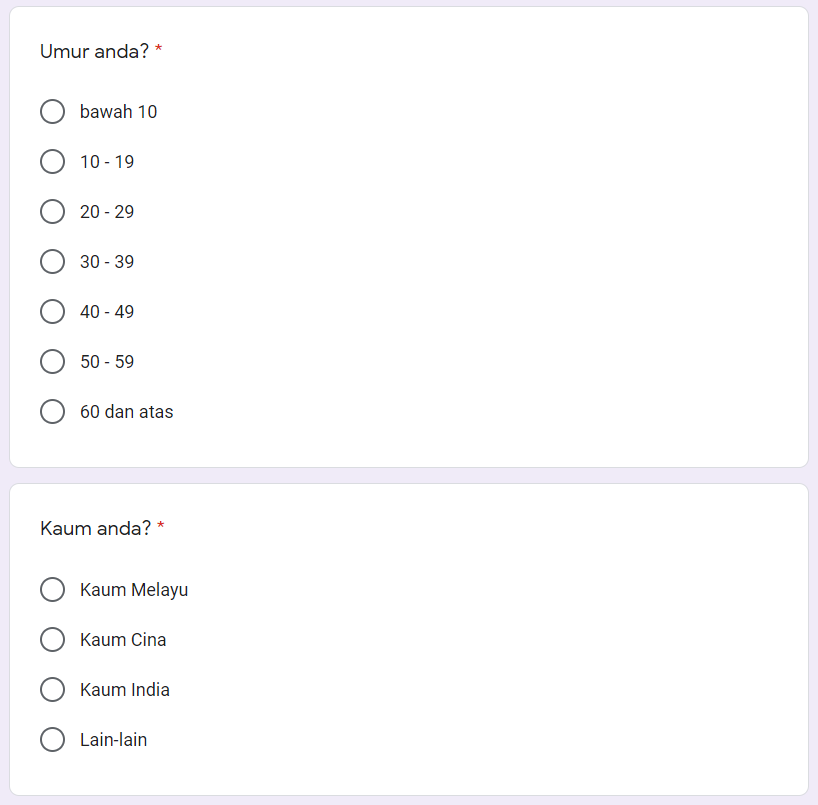 Umur anda? *
bawah 10
10 - 19
20 - 29
30 - 39
40 - 49
50 - 59
60 dan atas
Kaum anda? *
Kaum Melayu
Kaum Cina
Kaum India
Lain-lain